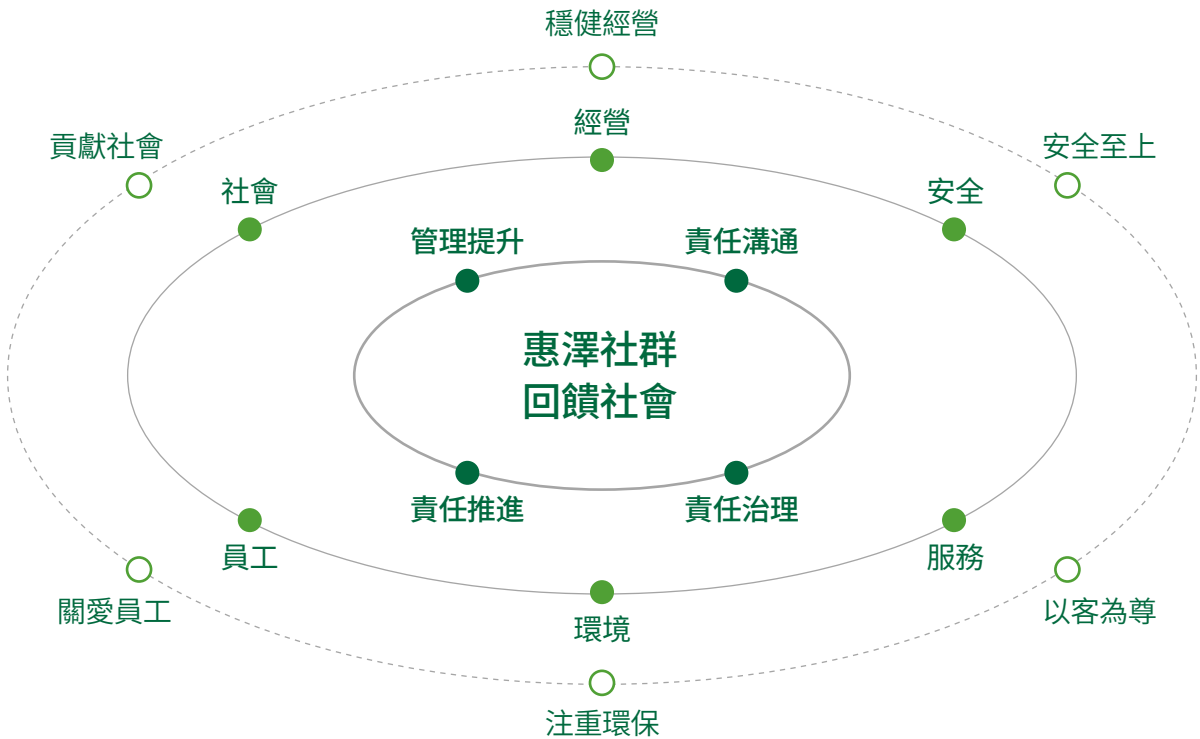 穩健經營
經營
貢獻社會
安全至上
社會
安全
管理提升
責任溝通
惠澤社群
回饋社會
責任推進
責任治理
員工
服務
關愛員工
以客為尊
環境
注重環保